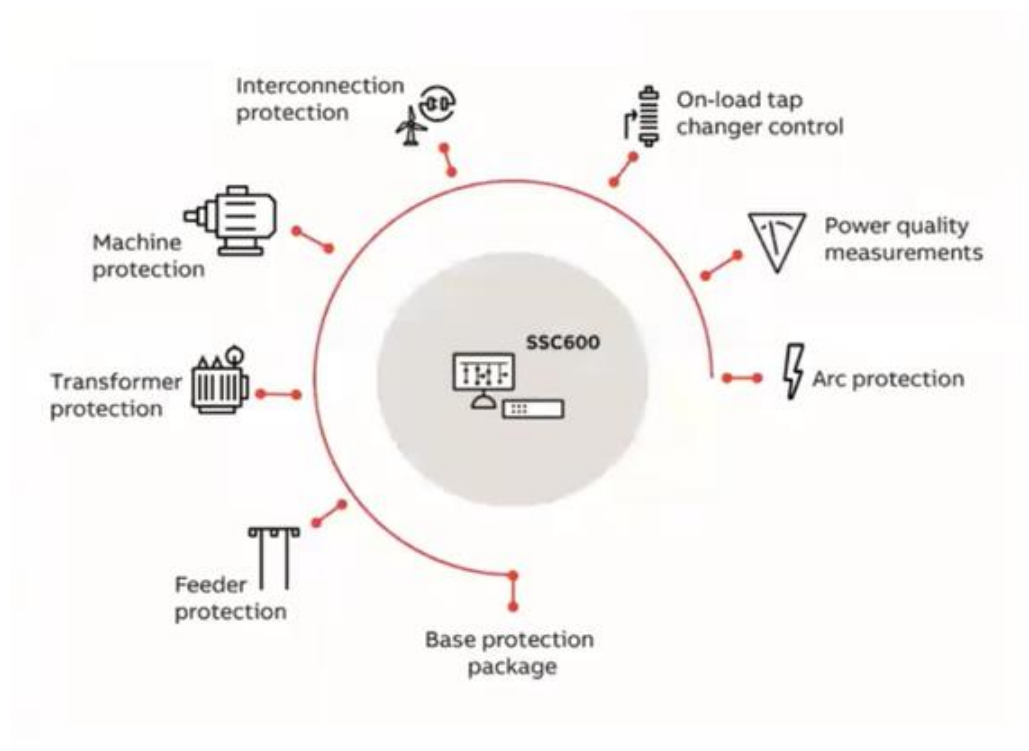 Interconnection
protection
On-load tap
changer control
Machine
protection
Power quality
measurements
SSC600
Transformer
protection
Arc protection
Feeder
protection
Base protection
package